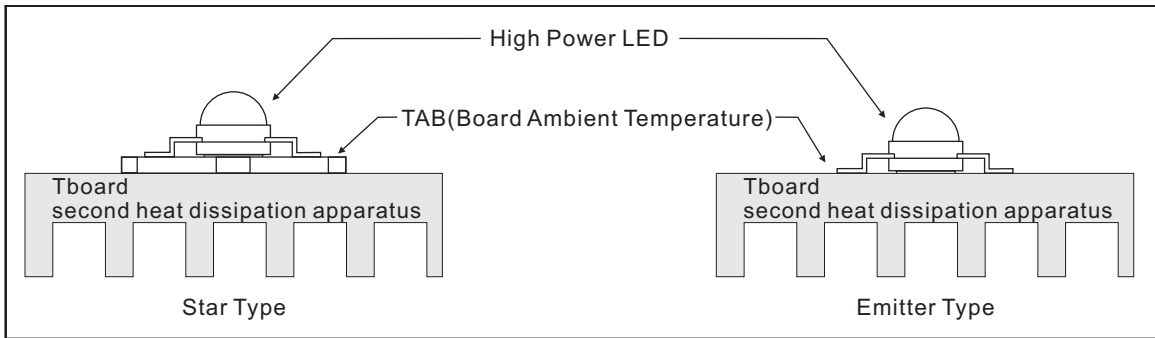 High Power LED
TAB(Board Ambient Temperature)
Tboard
second heat dissipation apparatus
Star Type
Tboard
second heat dissipation apparatus
Emitter Type